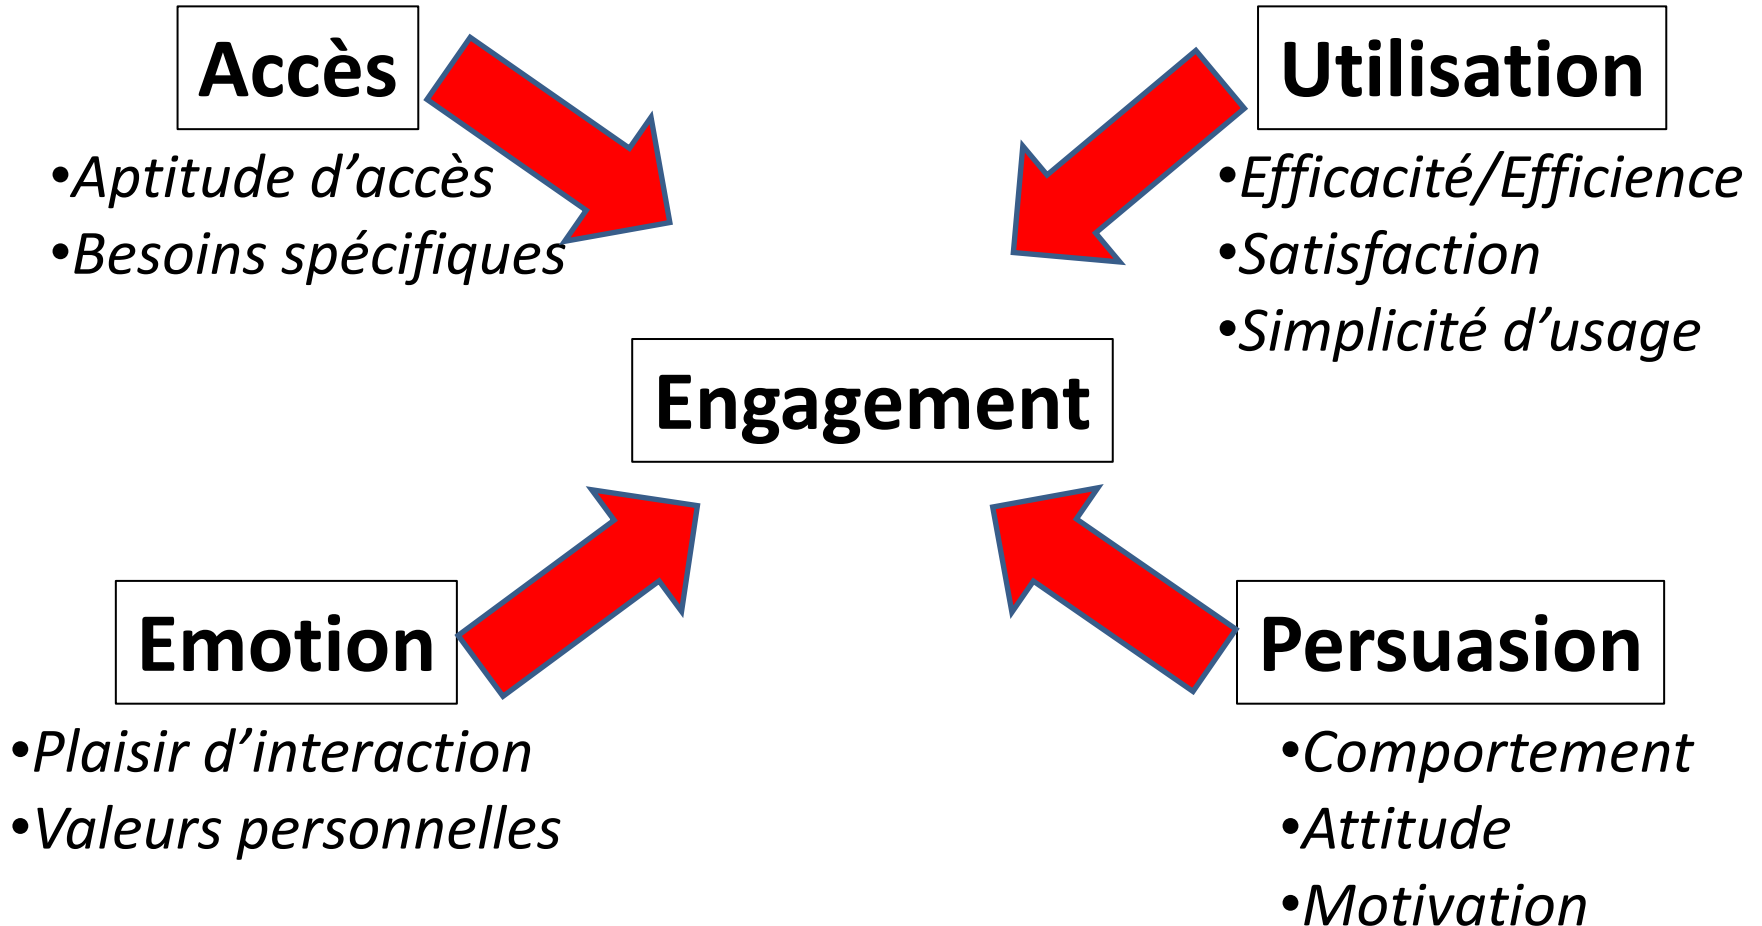 Accès
•Aptitude d’accès
•Besoins spécifiques
Utilisation
•Efficacité/Efficience
•Satisfaction
•Simplicité d’usage
Engagement
Emotion
•Plaisir d’interaction
•Valeurs personnelles
Persuasion
•Comportement
•Attitude
•Motivation